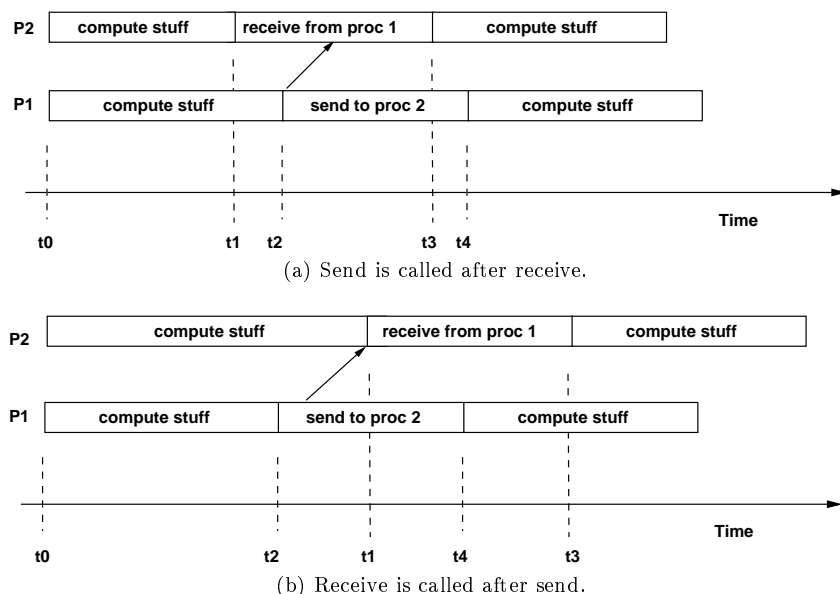 P2 compute stuff receive from proc 1 compute stuff
P1 compute stuff send to proc 2 compute stuff
Time
t0 t1 t2 t3 t4
(a) Send is called after receive.
P2 compute stuff receive from proc 1 compute stuff
P1 compute stuff send to proc 2 compute stuff
Time
t0 t2 t1 t4 t3
(b) Receive is called after send.